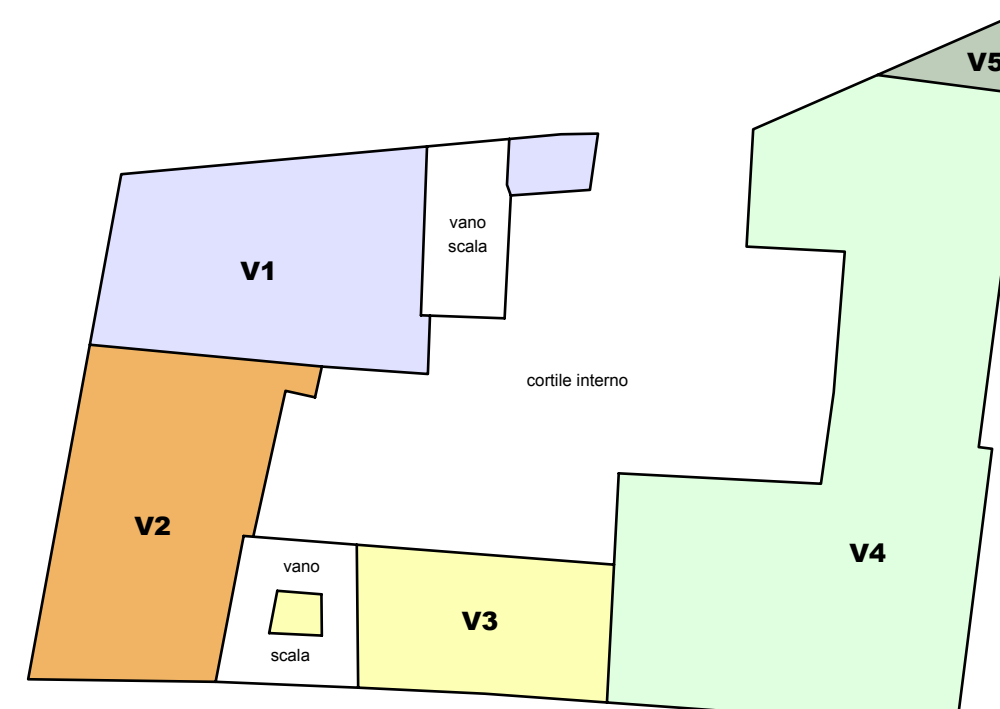 V5
vano
scala
V1
cortile interno
V2
V4
vano
V3
scala